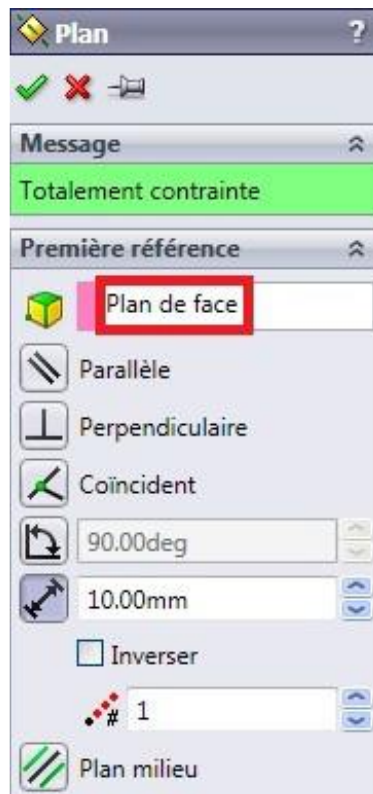 Plan ?
Message
Totalement contrainte
Première référence
Plan de face
Parallèle
Perpendiculaire
Coïncident
90.00deg
10.00mm
Inverser
# 1
Plan milieu